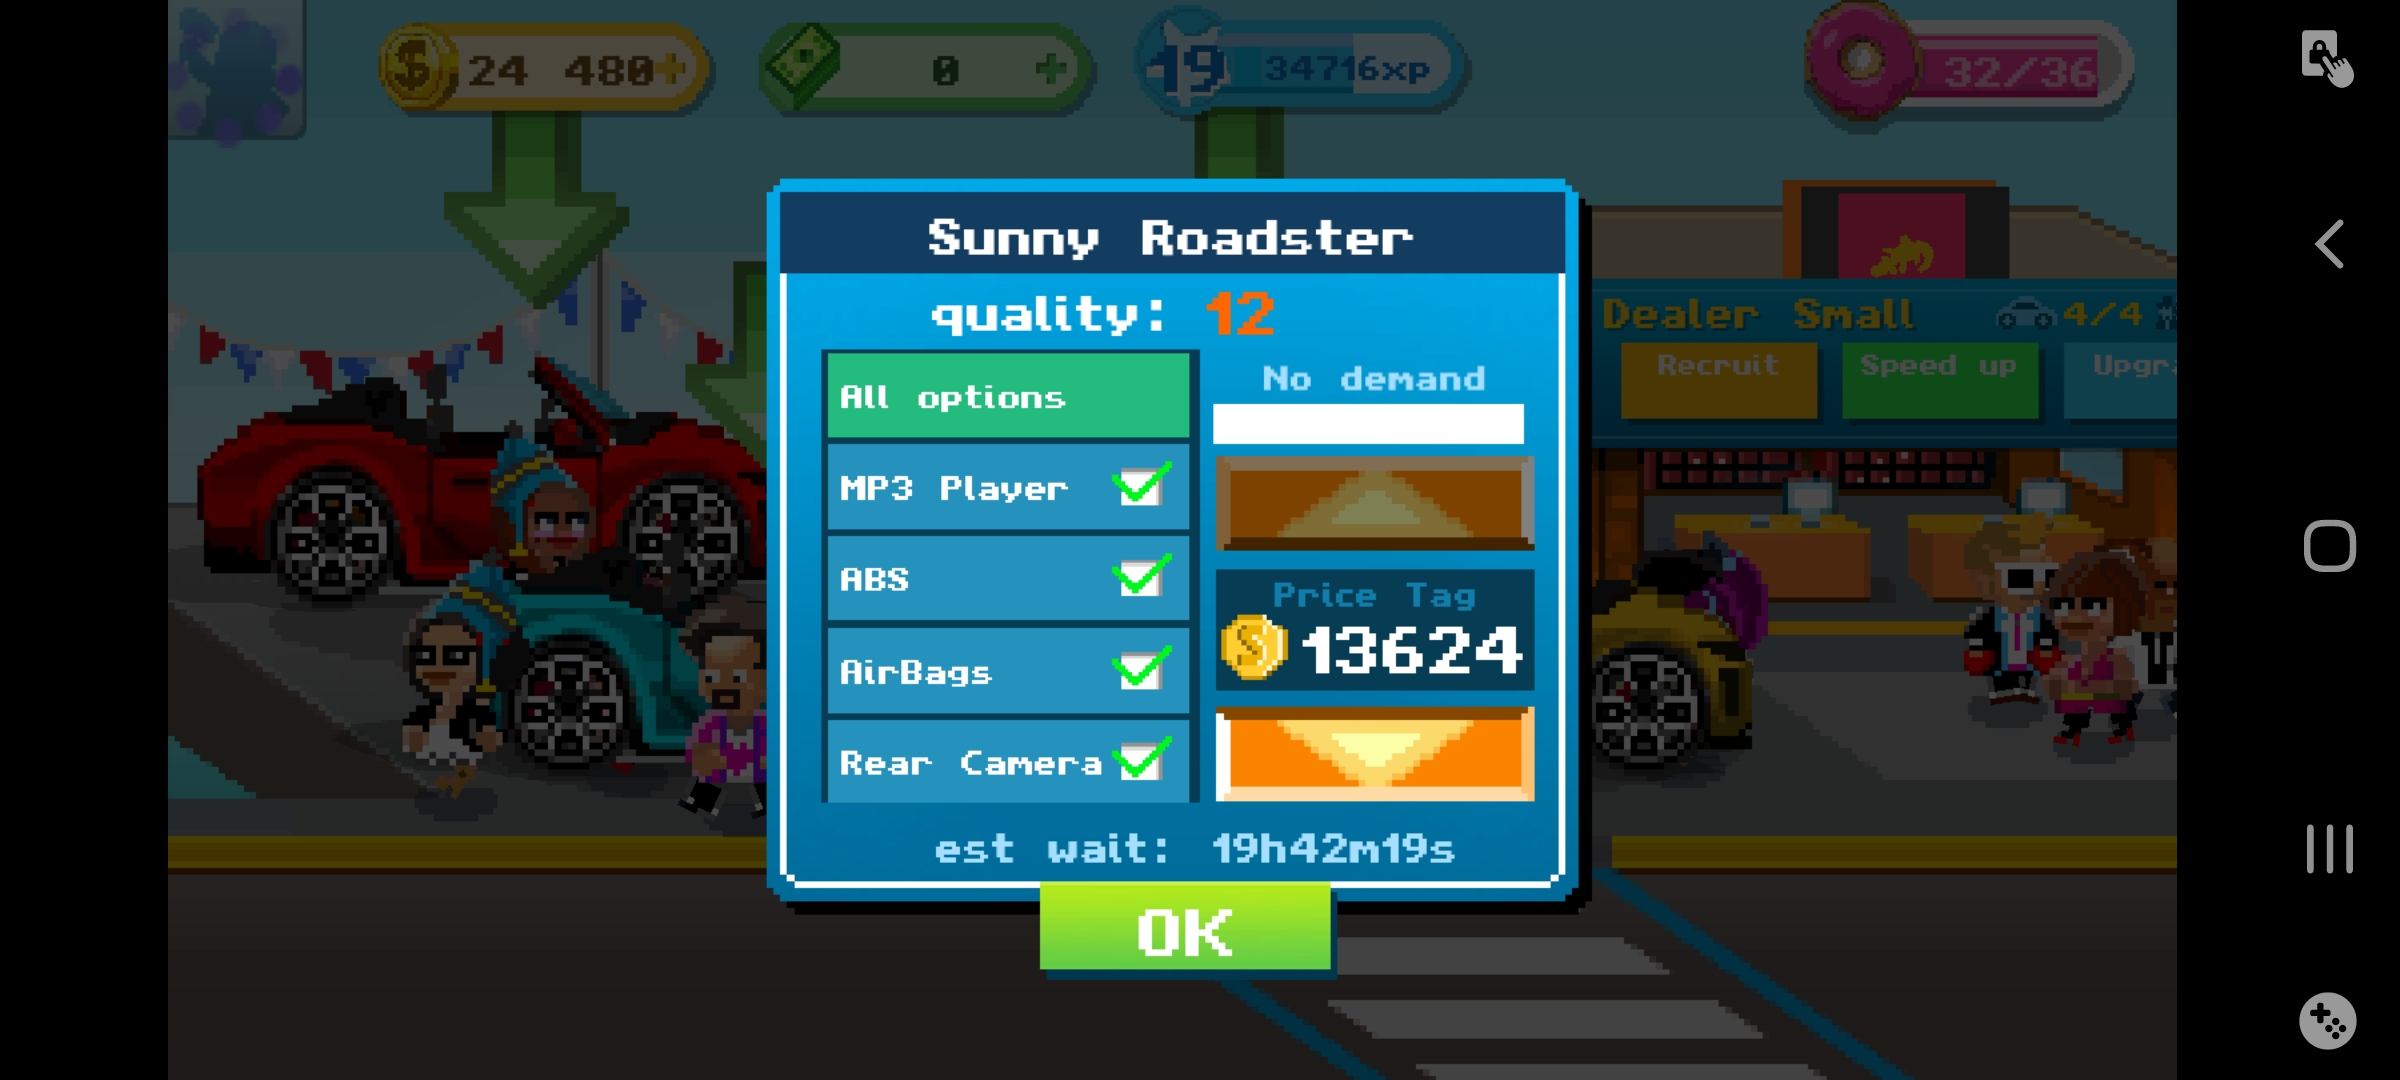 24 480+
0 +
19 34716xp
32/36
Sunny Roadster
quality: 12
All options
MP3 Player
ABS
AirBags
Rear Camera
No demand
Price Tag
13624
est wait: 19h42m19s
OK
Dealer Small 4/4
Recruit
Speed up